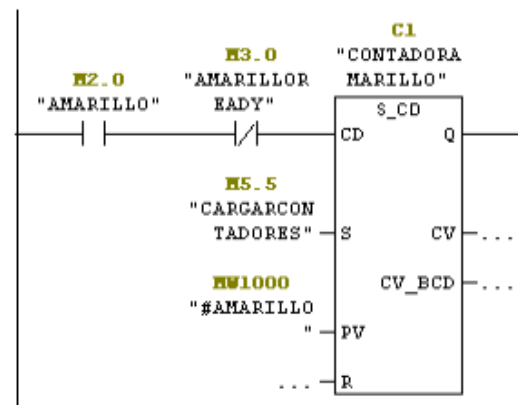 C1
M3.0 "CONTADORA
M2.0 "AMARILLOR MARILLO"
"AMARILLO" EADY" S_CD
CD Q
M5.5
"CARGARCON
TADORES" S CV ...
MW1000 CV_BCD ...
"#AMARILLO
" PV
... R